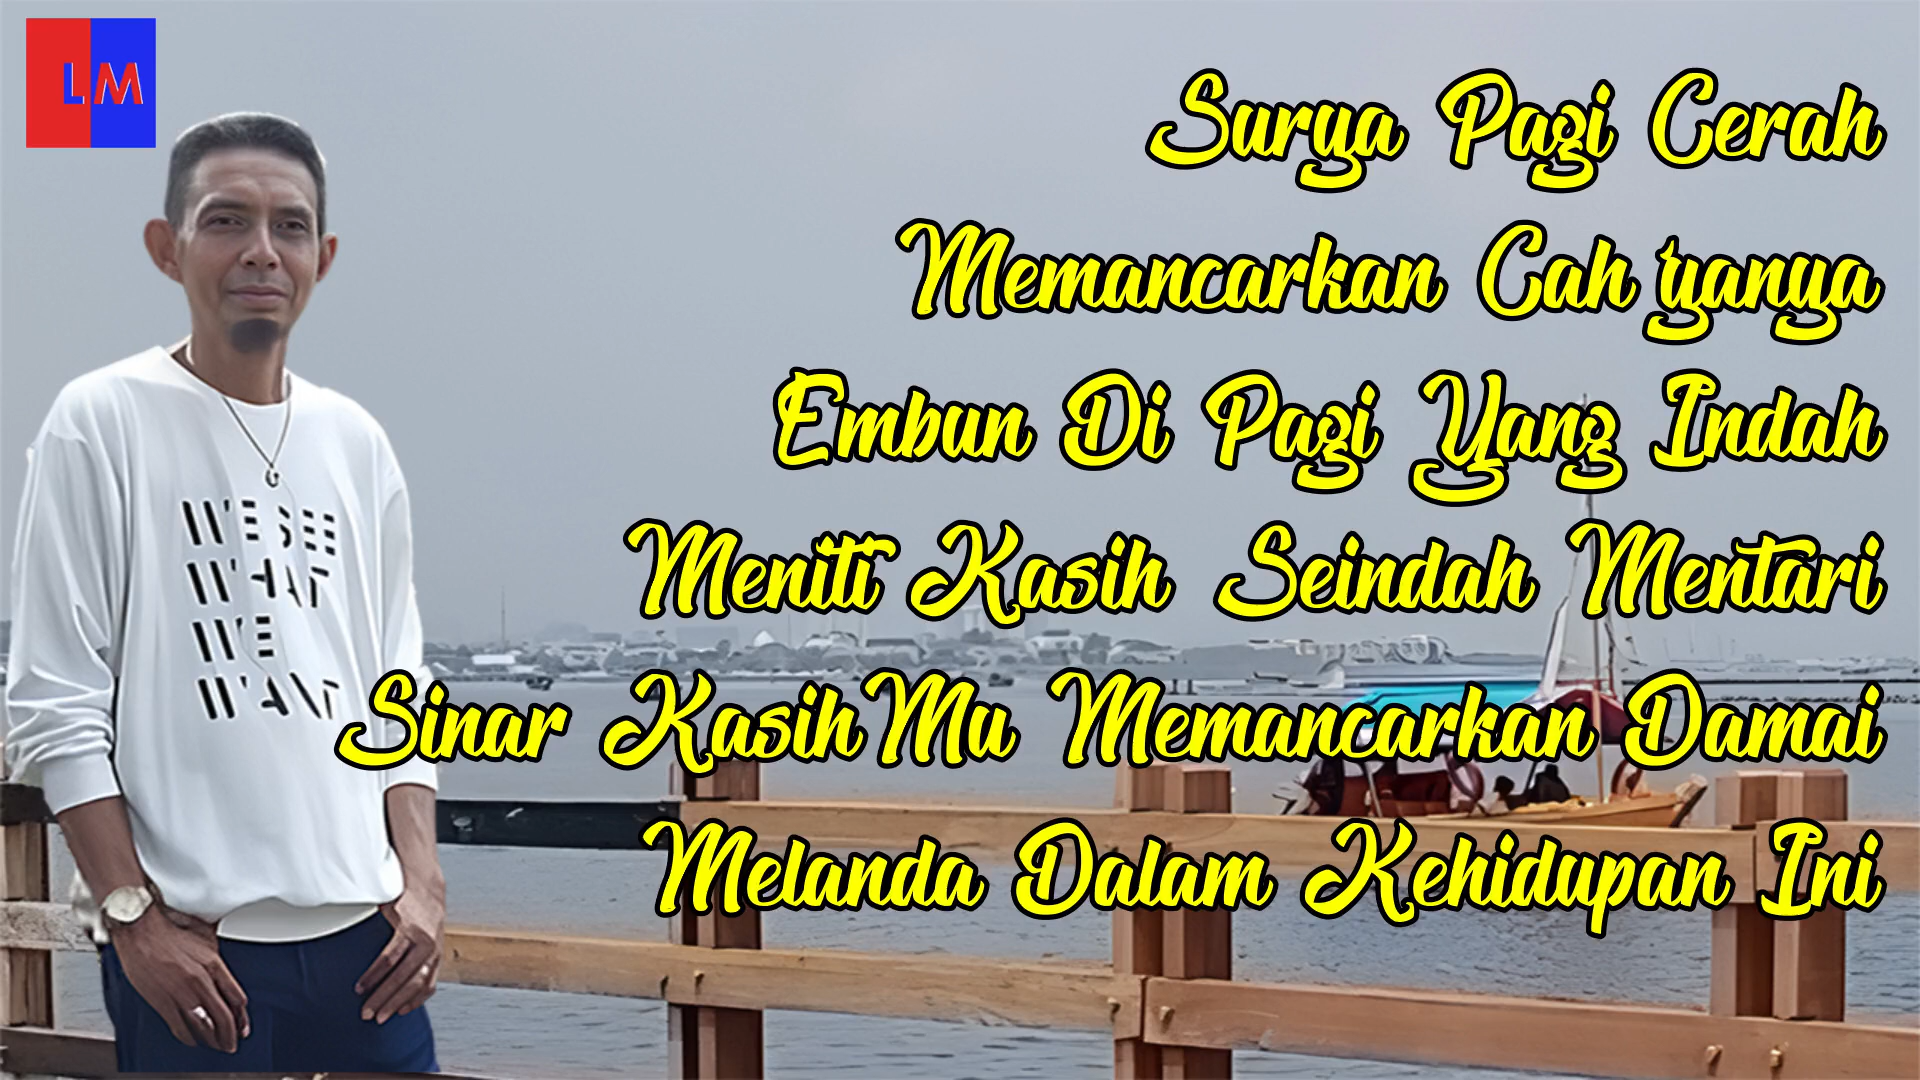 LM
Surya Pagi Cerah
Memancarkan Cahyanya
Embun Di Pagi Yang Indah
Meniti Kasih Seindah Mentari
Sinar KasihMu Memancarkan Damai
Melanda Dalam Kehidupan Ini
WE SEE
WHAT
WE
WANT